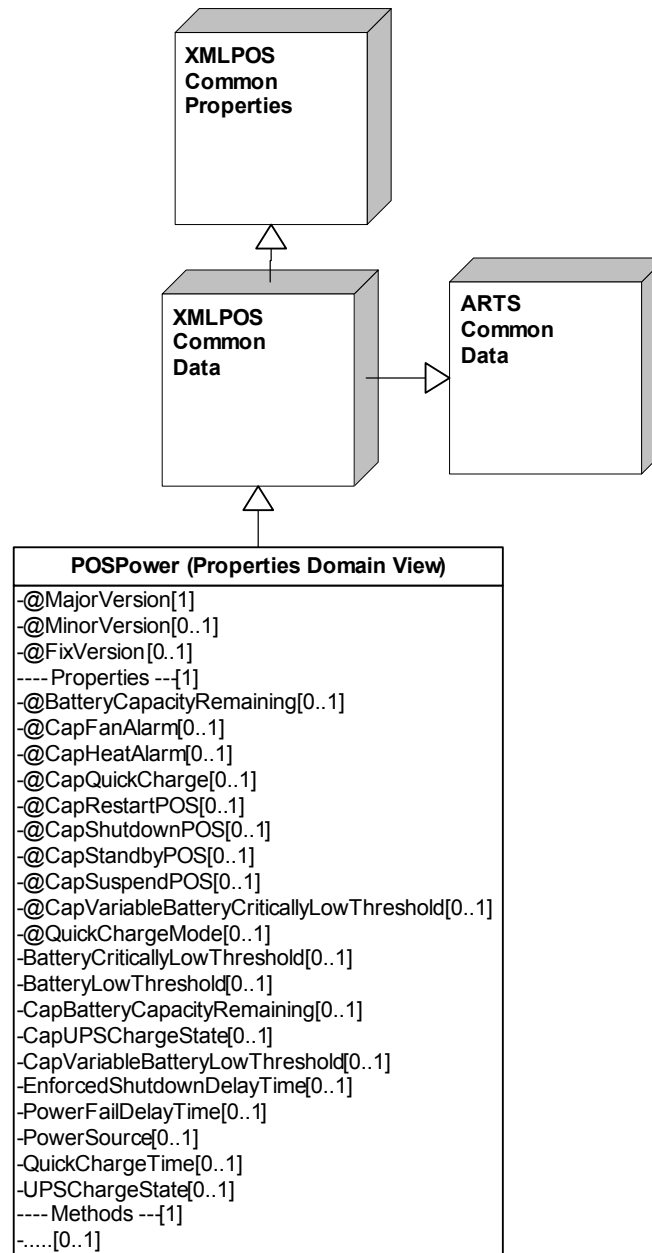 XMLPOS
Common
Properties
XMLPOS
Common
Data
ARTS
Common
Data
POSPower (Properties Domain View)
-@MajorVersion[1]
-@MinorVersion[0..1]
-@FixVersion[0..1]
---- Properties ---[1]
-@BatteryCapacityRemaining[0..1]
-@CapFanAlarm[0..1]
-@CapHeatAlarm[0..1]
-@CapQuickCharge[0..1]
-@CapRestartPOS[0..1]
-@CapShutdownPOS[0..1]
-@CapStandbyPOS[0..1]
-@CapSuspendPOS[0..1]
-@CapVariableBatteryCriticallyLowThreshold[0..1]
-@QuickChargeMode[0..1]
-BatteryCriticallyLowThreshold[0..1]
-BatteryLowThreshold[0..1]
-CapBatteryCapacityRemaining[0..1]
-CapUPSChargeState[0..1]
-CapVariableBatteryLowThreshold[0..1]
-EnforcedShutdownDelayTime[0..1]
-PowerFailDelayTime[0..1]
-PowerSource[0..1]
-QuickChargeTime[0..1]
-UPSChargeState[0..1]
---- Methods ---[1]
-.....[0..1]